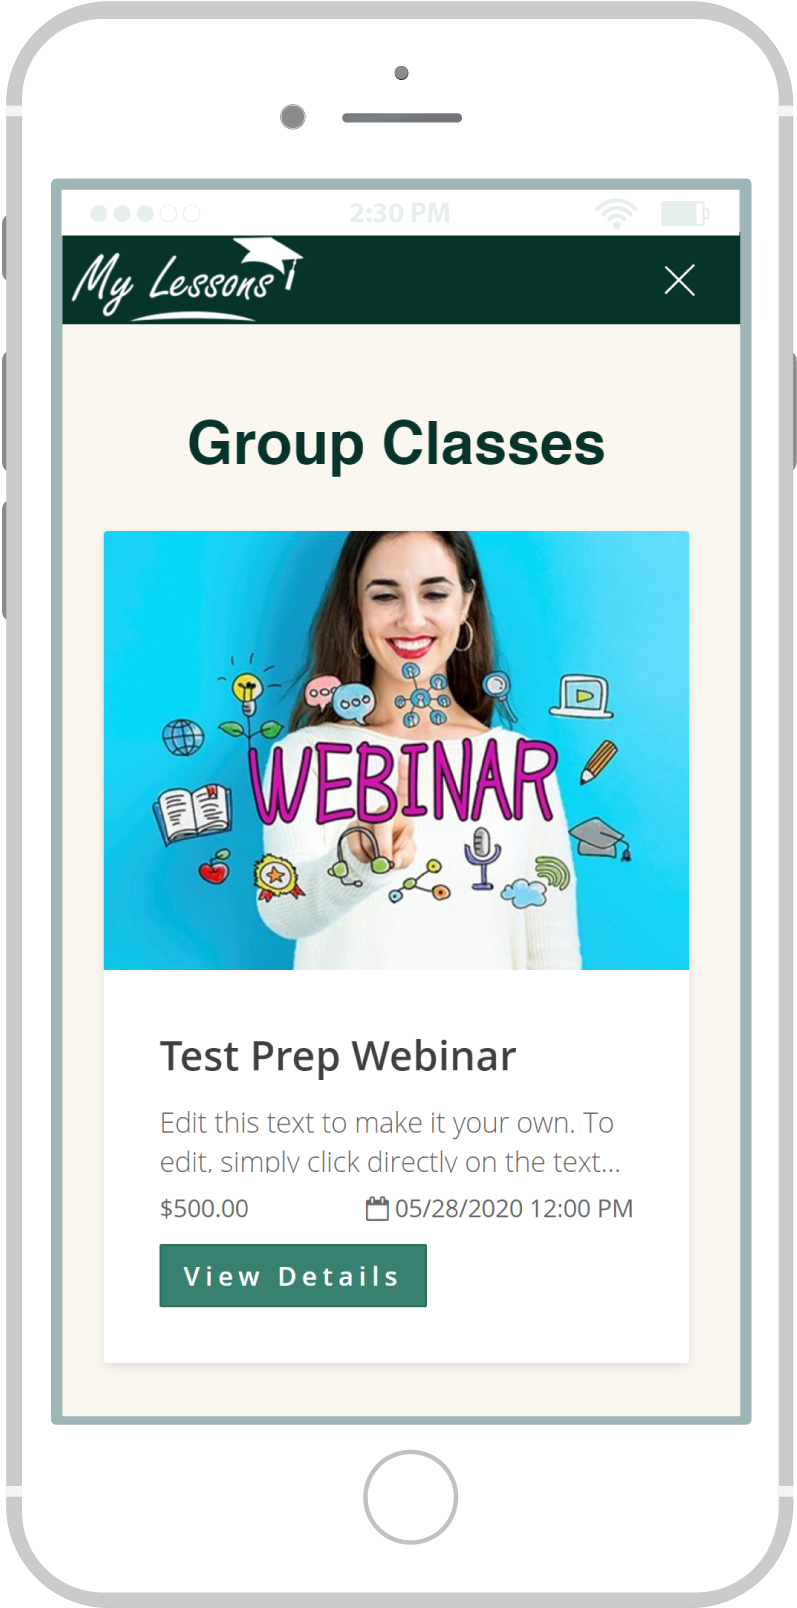 2:30 PM
My Lessons
Group Classes
WEBINAR
Test Prep Webinar
Edit this text to make it your own. To
edit, simply click directly on the text...
$500.00 05/28/2020 12:00 PM
View Details